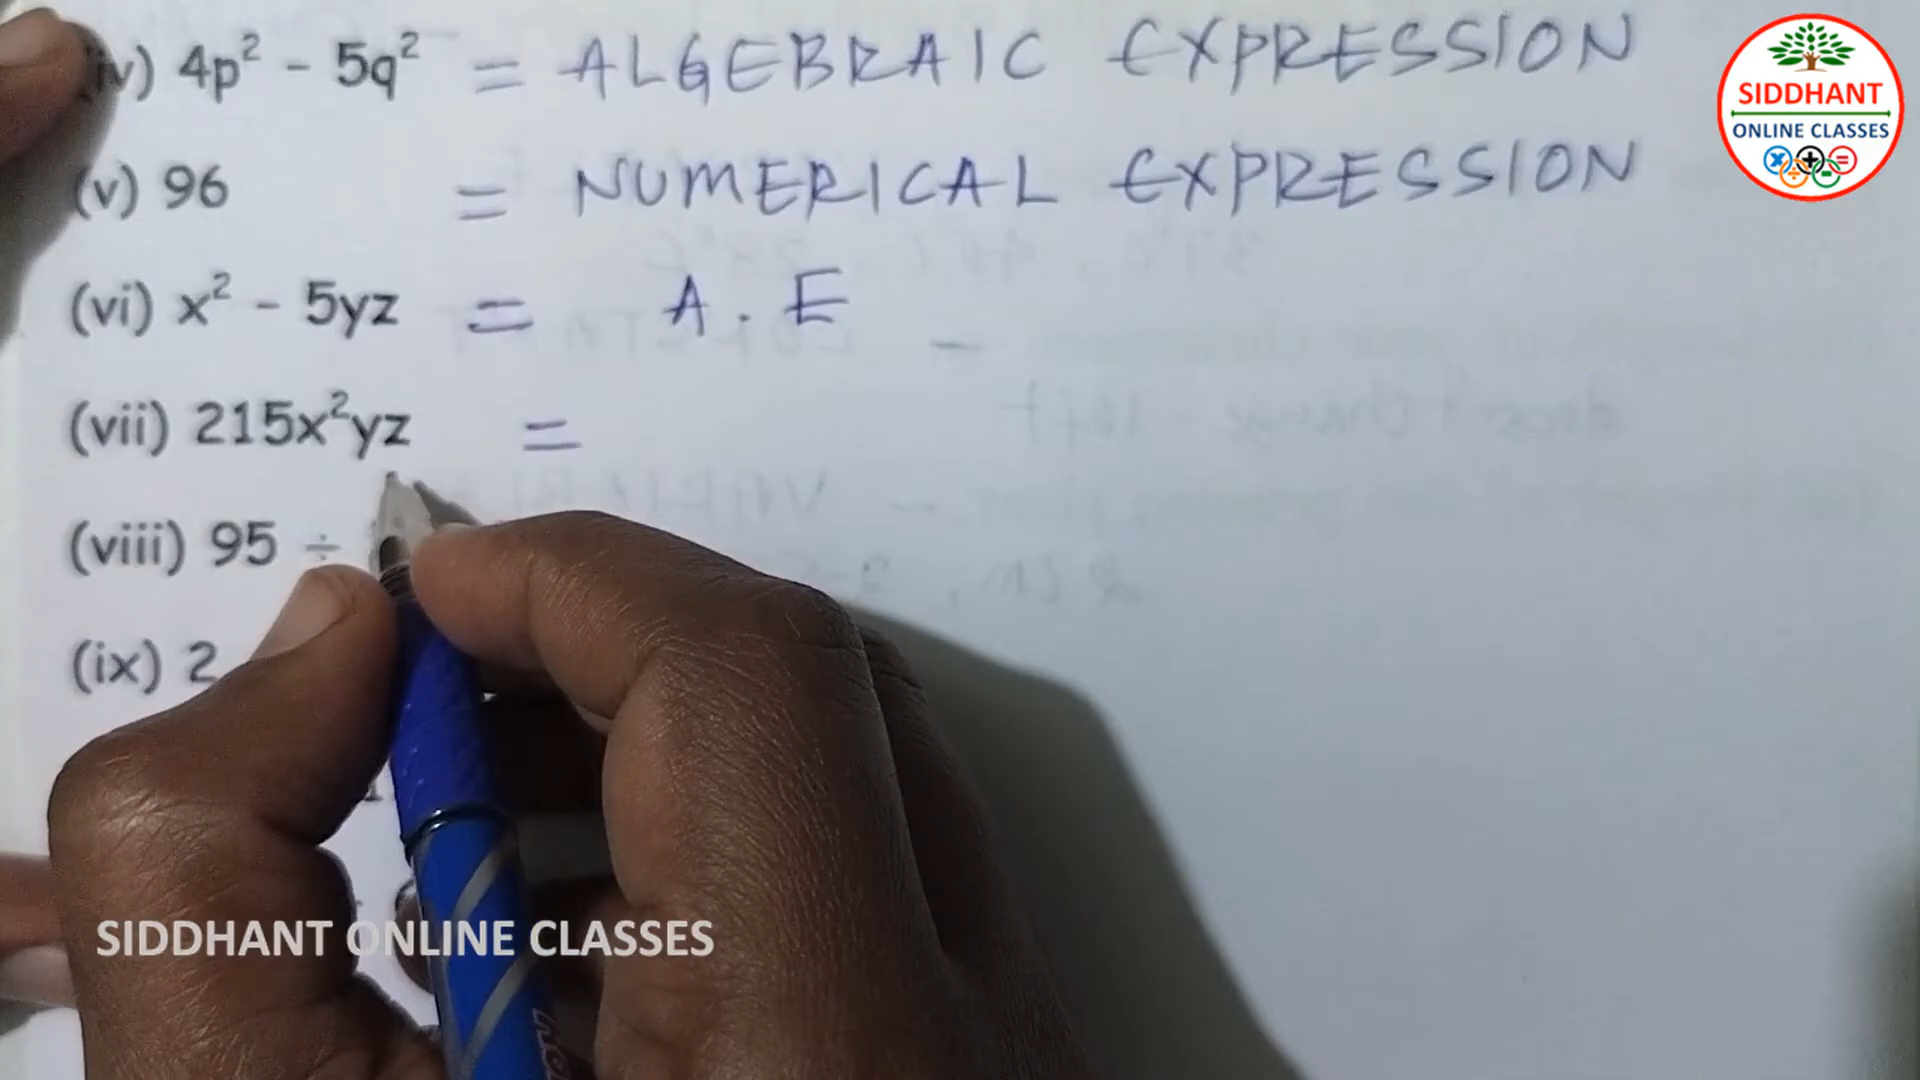 iv) 4p² - 5q² = ALGEBRAIC EXPRESSION
(v) 96 = NUMERICAL EXPRESSION
(vi) x² - 5yz = A.E
(vii) 215x²yz =
(viii) 95 ÷
(ix) 2
SIDDHANT
ONLINE CLASSES
SIDDHANT ONLINE CLASSES